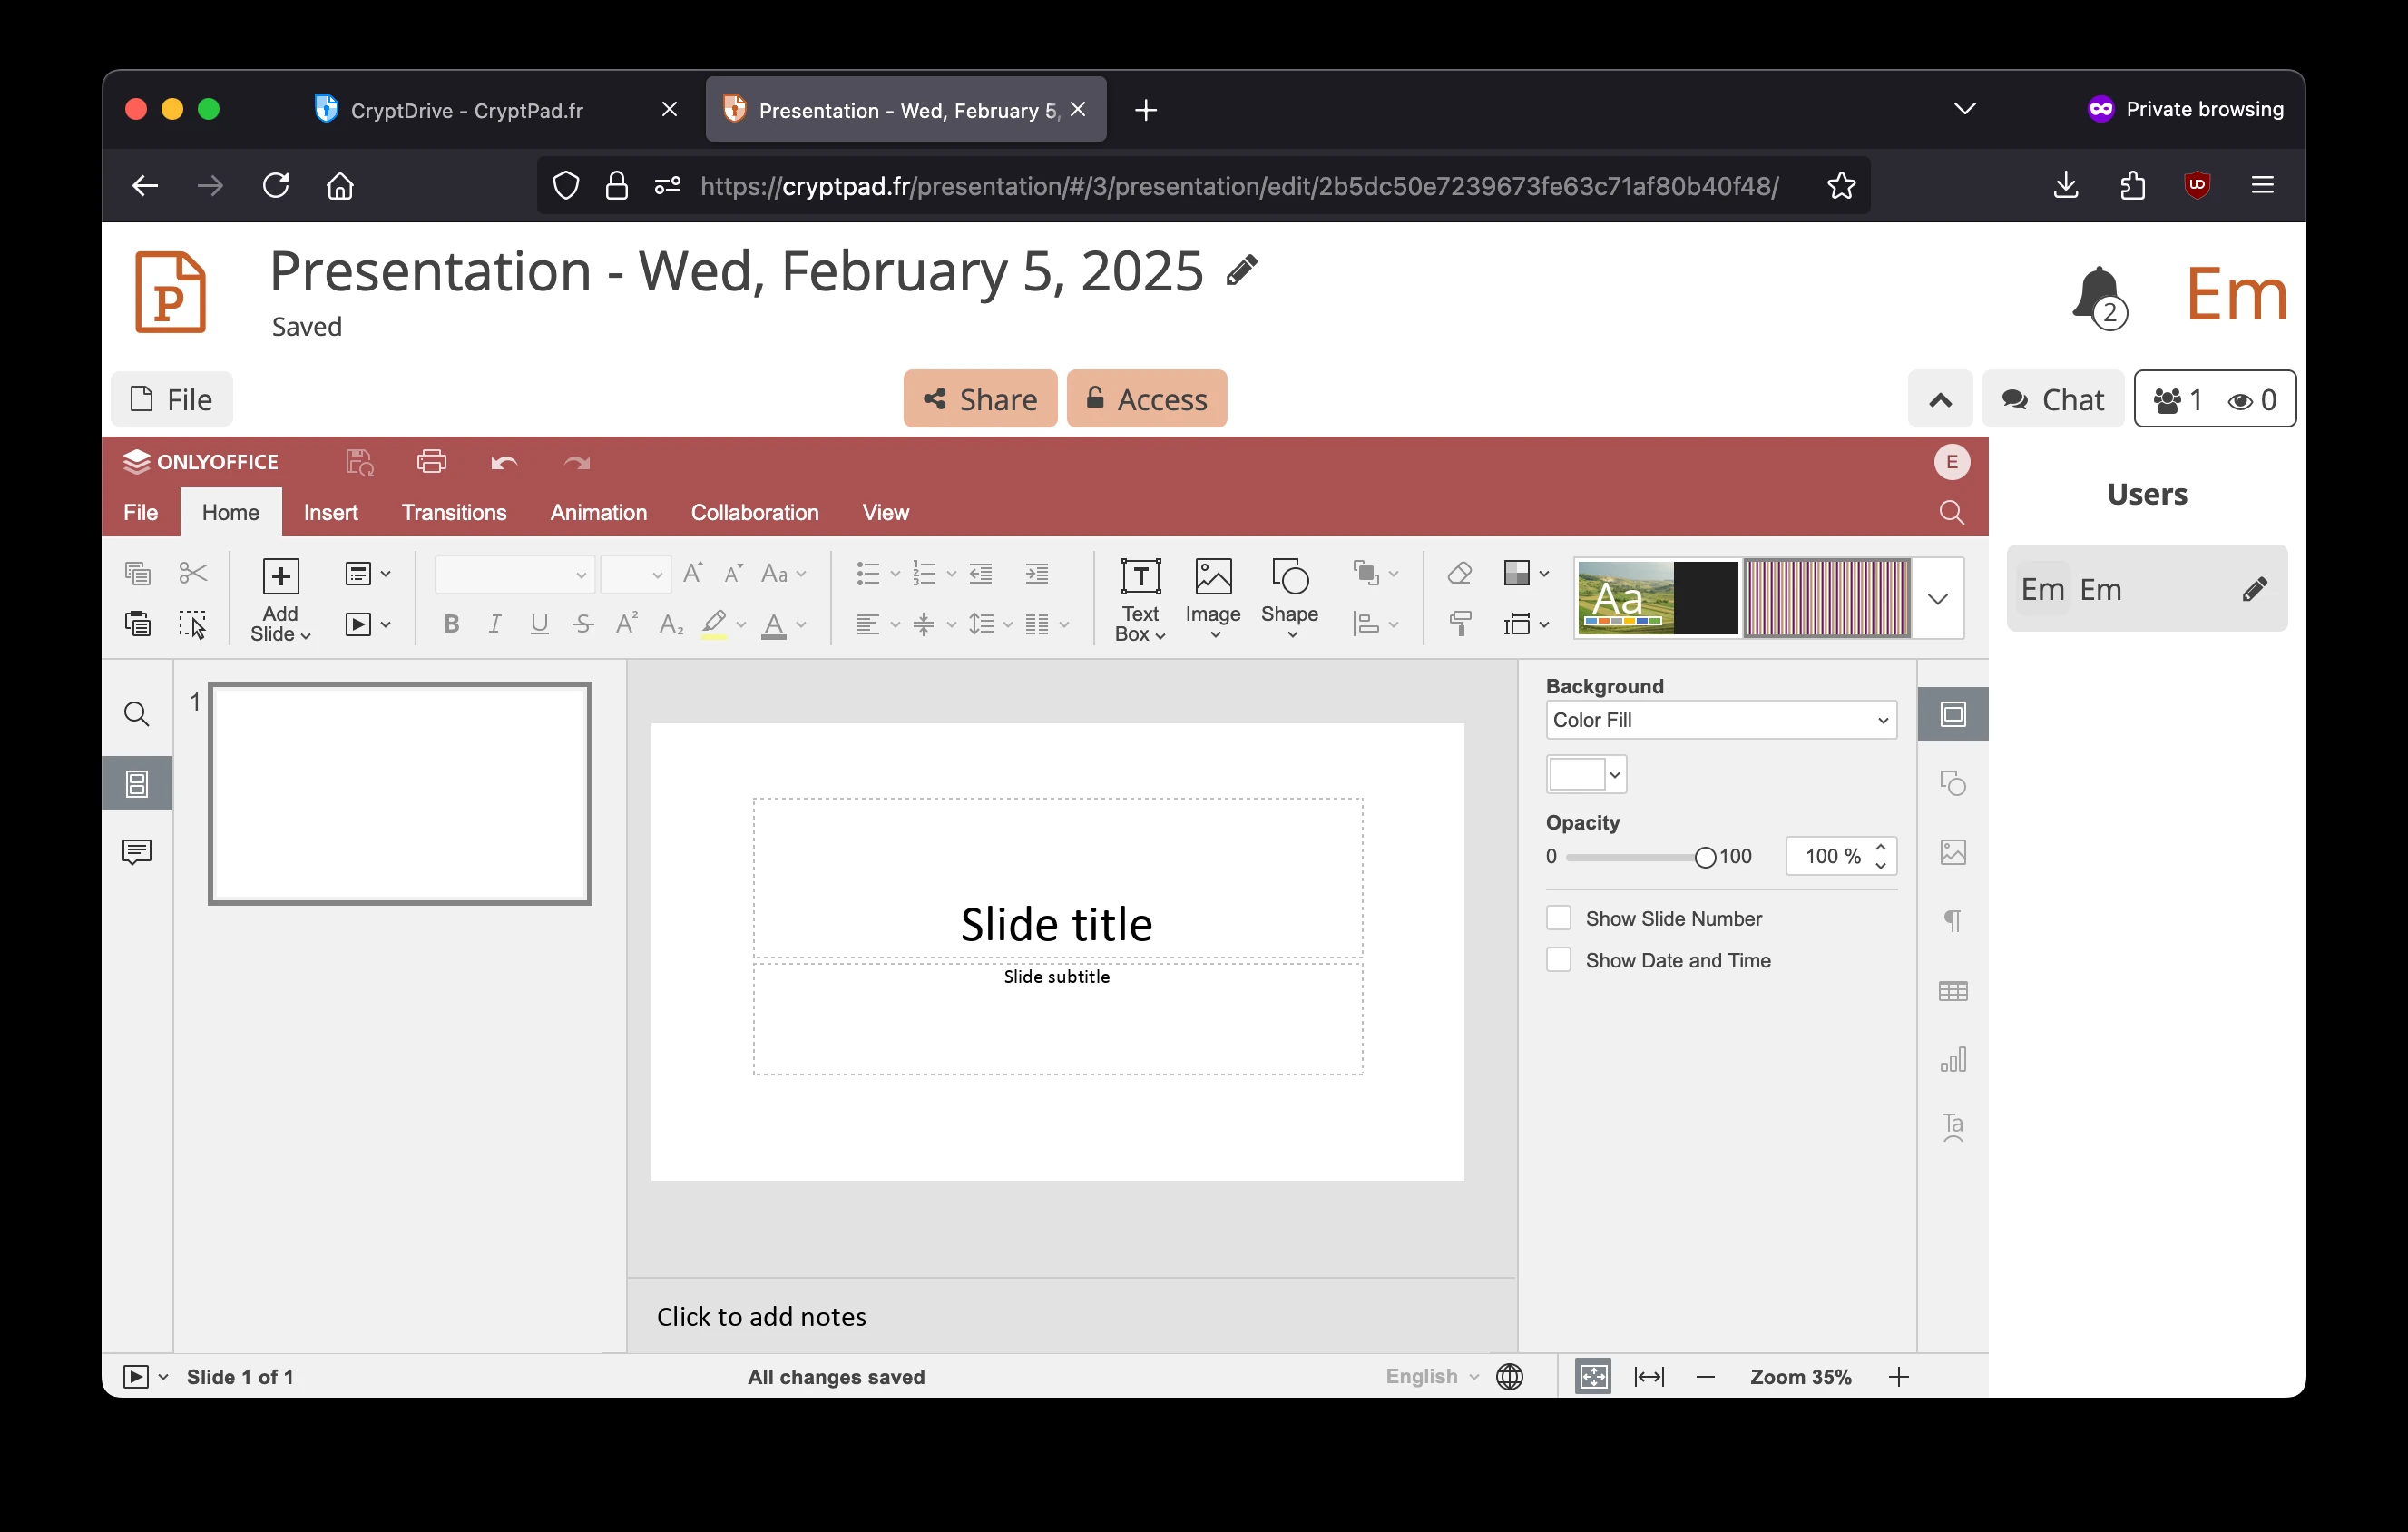 CryptDrive - CryptPad.fr
Presentation - Wed, February 5,
Private browsing
https://cryptpad.fr/presentation/#/3/presentation/edit/2b5dc50e7239673fe63c71af80b40f48/
P
Presentation - Wed, February 5, 2025
Saved
2
Em
File
Share
Access
Chat
1
0
ONLYOFFICE
E
File
Home
Insert
Transitions
Animation
Collaboration
View
Users
Em Em
Add
Slide
Aa
B I U S A² A₂ A
Text
Box
Image
Shape
Aa
1
Slide title
Slide subtitle
Click to add notes
Background
Color Fill
Opacity
0
100
100 %
Show Slide Number
Show Date and Time
Ta
Slide 1 of 1
All changes saved
English
Zoom 35%